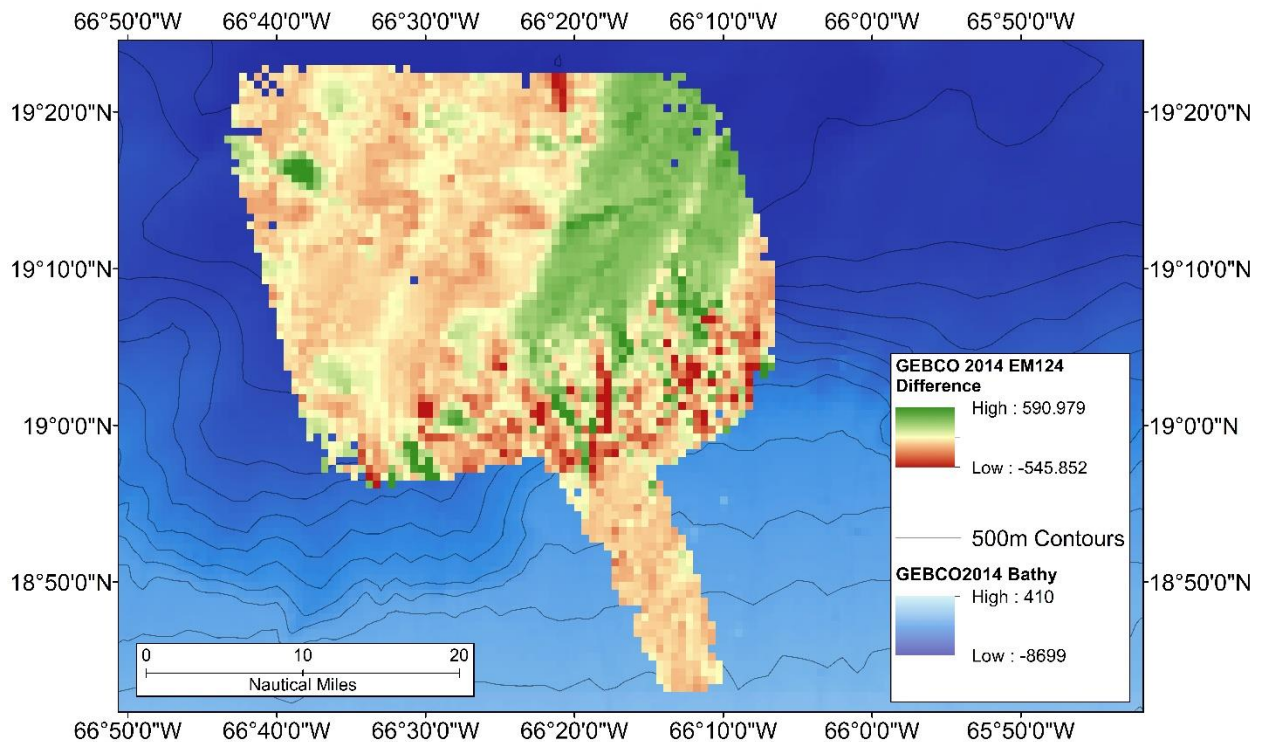 66°50'0"W 66°40'0"W 66°30'0"W 66°20'0"W 66°10'0"W 66°0'0"W 65°50'0"W
19°20'0"N 19°20'0"N
19°10'0"N 19°10'0"N
19°0'0"N 19°0'0"N
18°50'0"N 18°50'0"N
GEBCO 2014 EM124
Difference
High : 590.979
Low : -545.852
500m Contours
GEBCO2014 Bathy
High : 410
Low : -8699
0 10 20
Nautical Miles
66°50'0"W 66°40'0"W 66°30'0"W 66°20'0"W 66°10'0"W 66°0'0"W 65°50'0"W